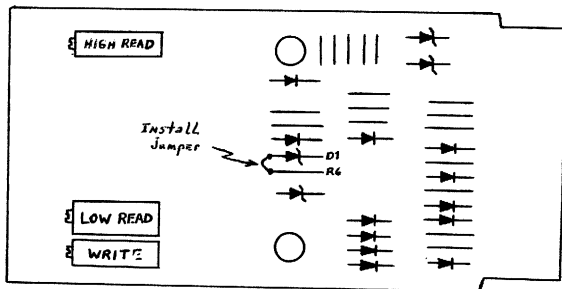 HIGH READ
Install
Jumper
D1
R6
LOW READ
WRITE